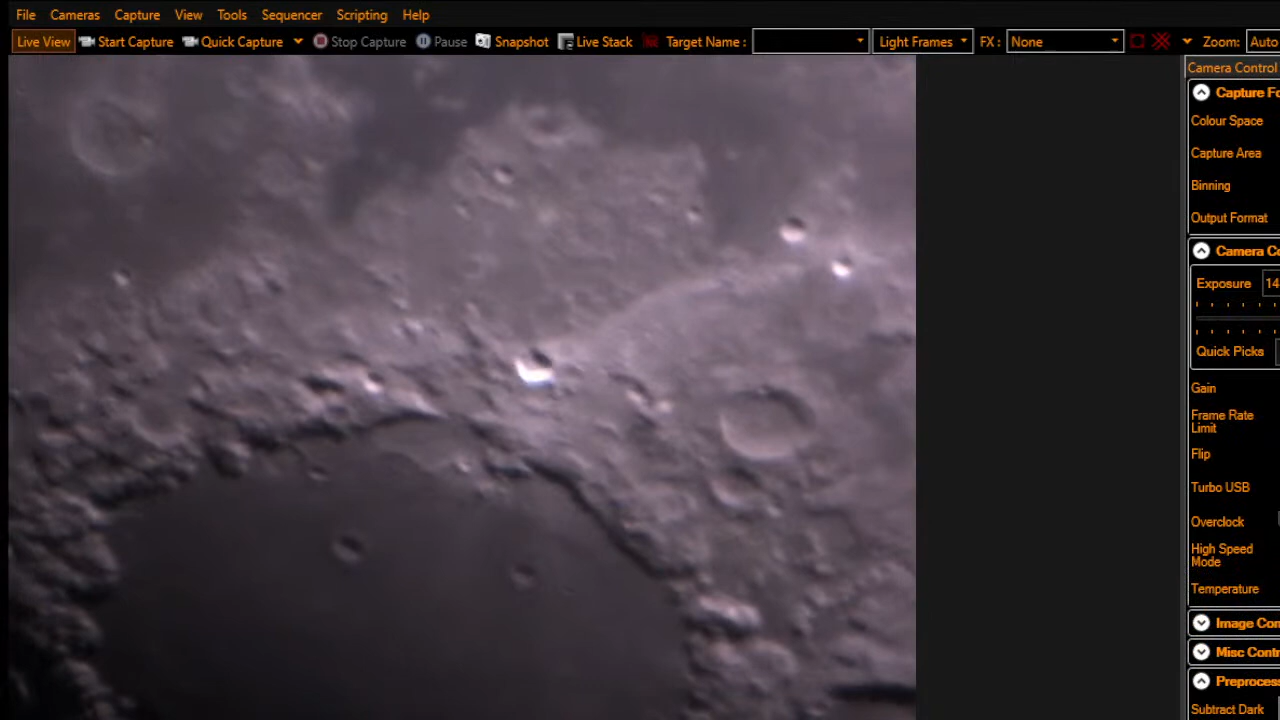 File Cameras Capture View Tools Sequencer Scripting Help
Live View Start Capture Quick Capture Stop Capture Pause Snapshot Live Stack Target Name : Light Frames FX : None Zoom: Auto
Camera Control
Capture Fo
Colour Space
Capture Area
Binning
Output Format
Camera Co
Exposure 14
Quick Picks
Gain
Frame Rate
Limit
Flip
Turbo USB
Overclock
High Speed
Mode
Temperature
Image Con
Misc Contr
Preproces
Subtract Dark